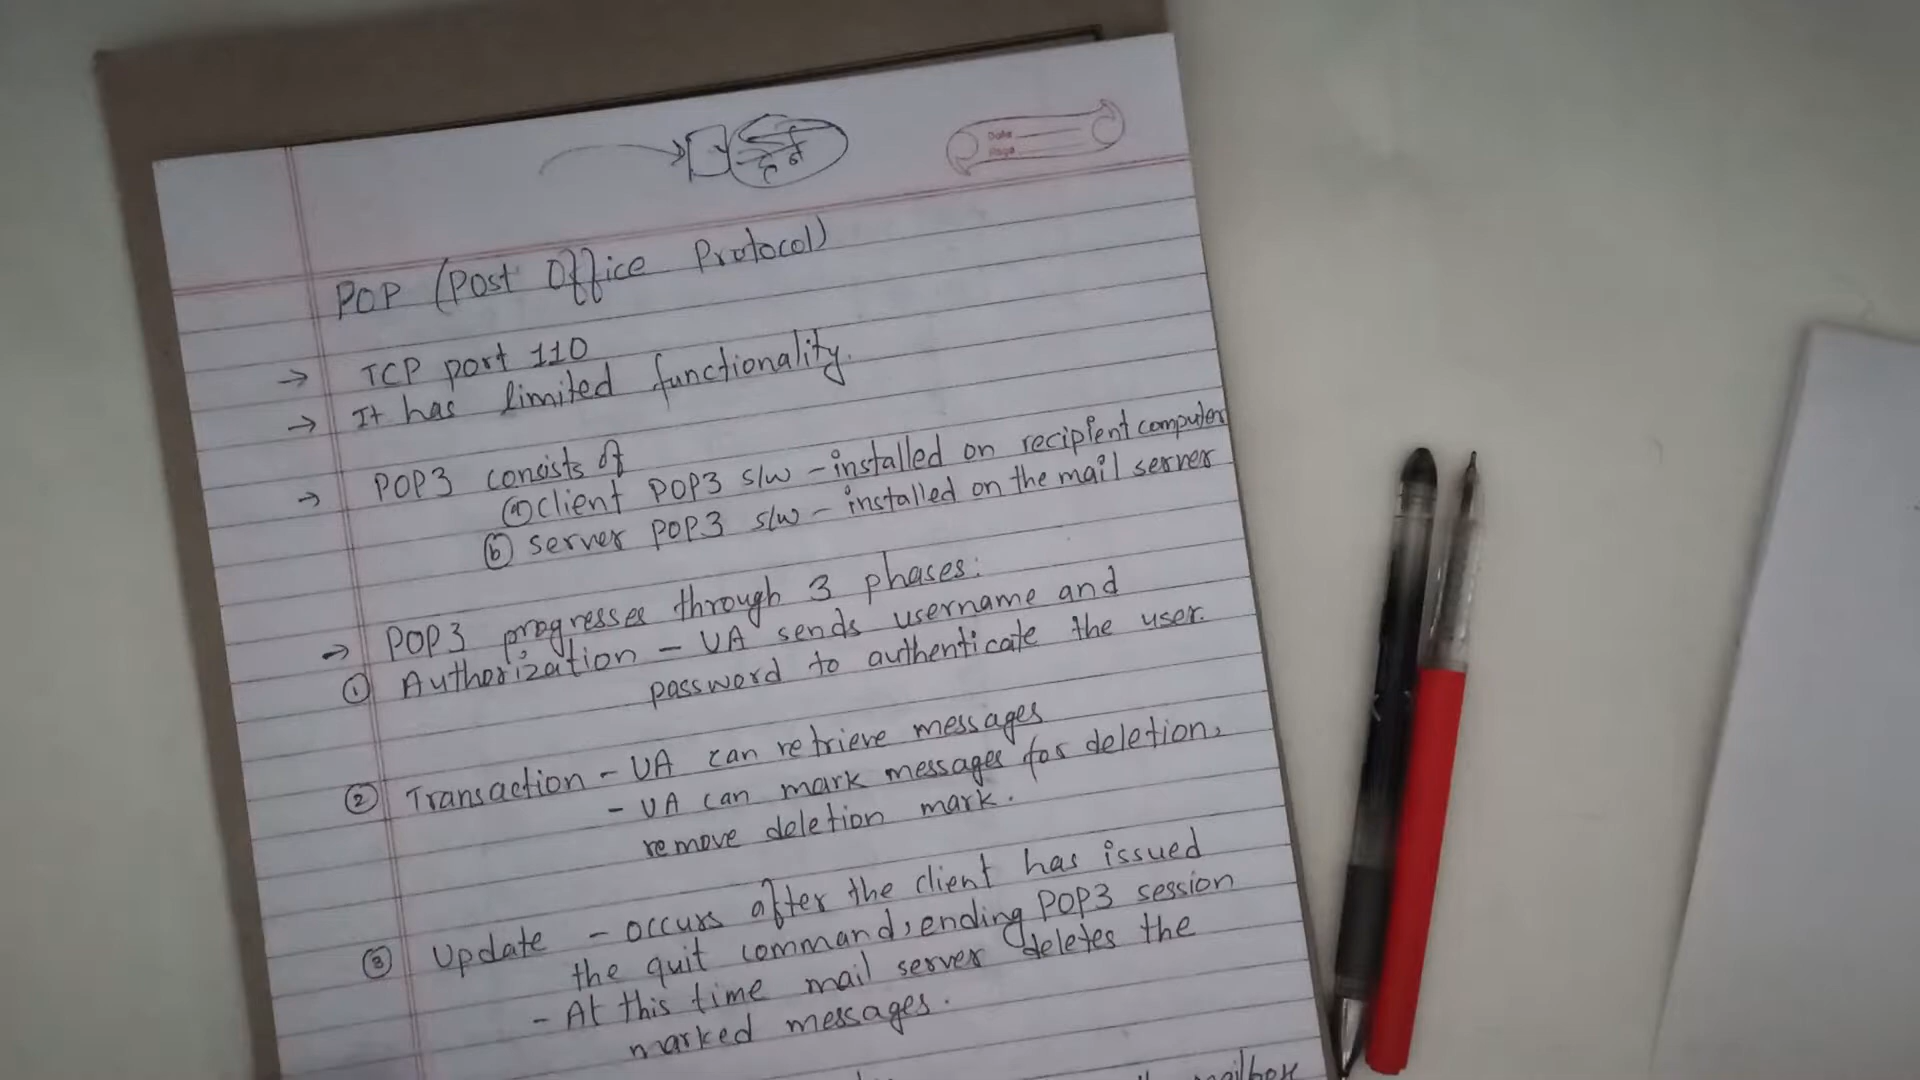 Date
Page
POP (Post Office Protocol)
→ TCP port 110
→ It has limited functionality.
→ POP3 consists of
ⓐ client POP3 s/w - installed on recipient computer
ⓑ server POP3 s/w - installed on the mail server
→ POP3 progresses through 3 phases:
① Authorization - UA sends username and
password to authenticate the user.
② Transaction - UA can retrieve messages
- UA can mark messages for deletion,
remove deletion mark.
③ Update - occurs after the client has issued
the quit command, ending POP3 session
- At this time mail server deletes the
marked messages.
mailbox